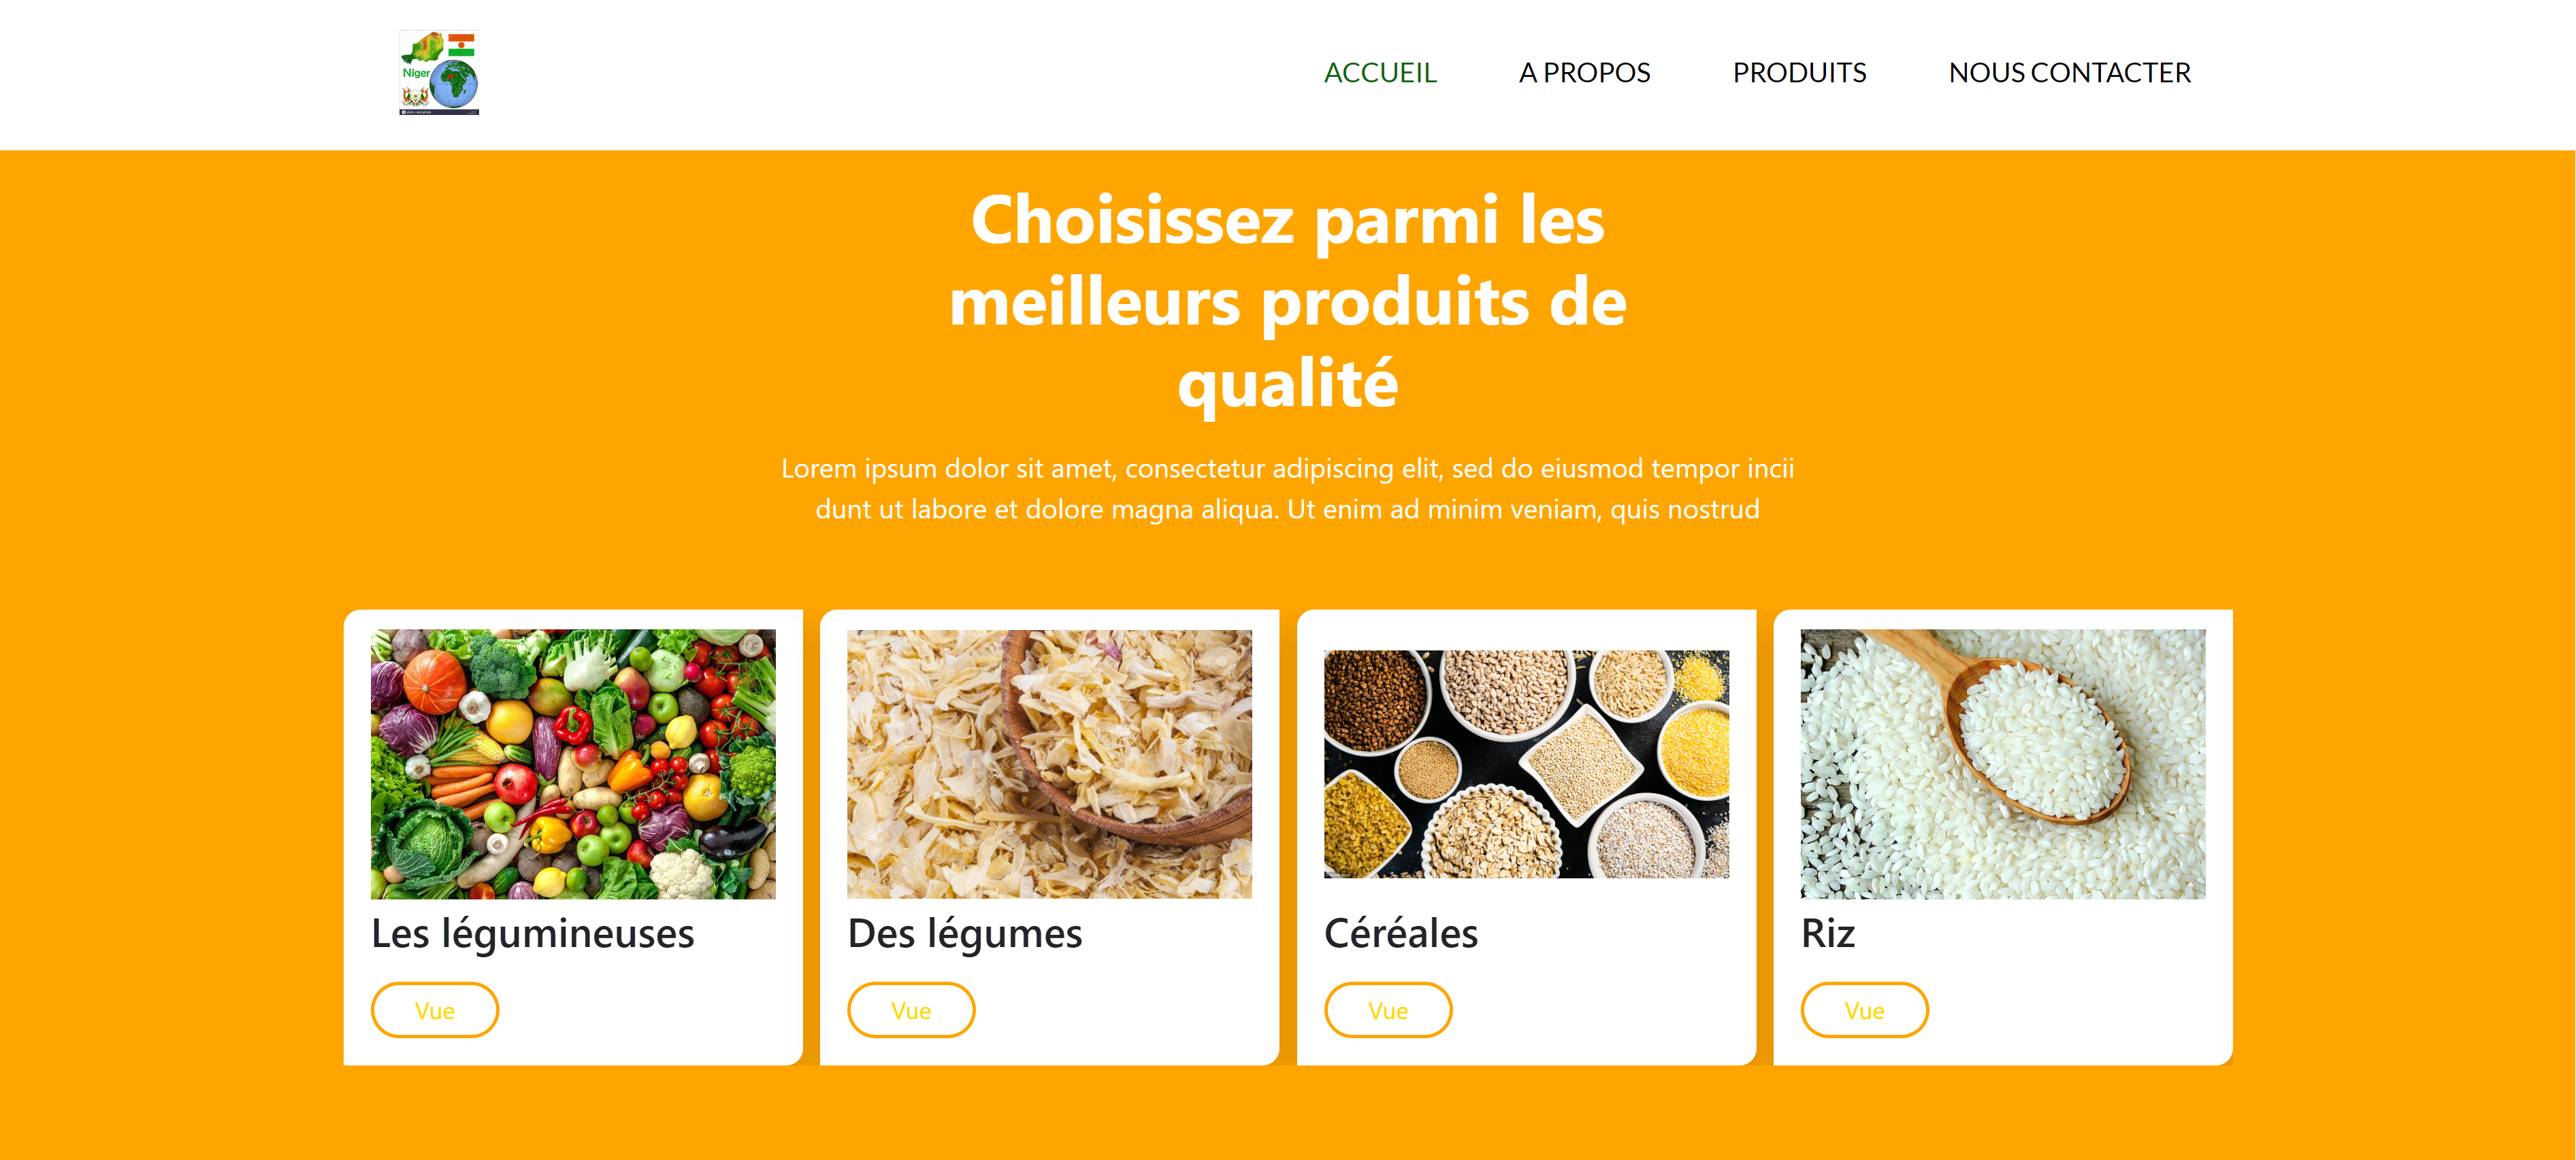 Niger
ACCUEIL
A PROPOS
PRODUITS
NOUS CONTACTER
Choisissez parmi les
meilleurs produits de
qualité
Lorem ipsum dolor sit amet, consectetur adipiscing elit, sed do eiusmod tempor incii
dunt ut labore et dolore magna aliqua. Ut enim ad minim veniam, quis nostrud
Les légumineuses
Vue
Des légumes
Vue
Céréales
Vue
Riz
Vue